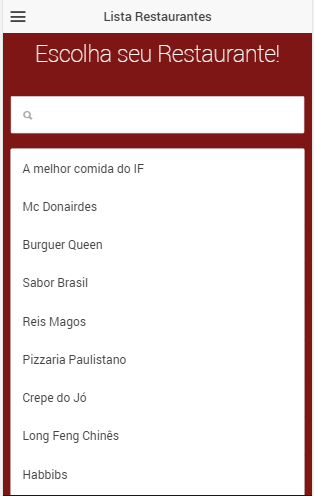 Lista Restaurantes
Escolha seu Restaurante!
A melhor comida do IF
Mc Donairdes
Burguer Queen
Sabor Brasil
Reis Magos
Pizzaria Paulistano
Crepe do Jó
Long Feng Chinês
Habbibs